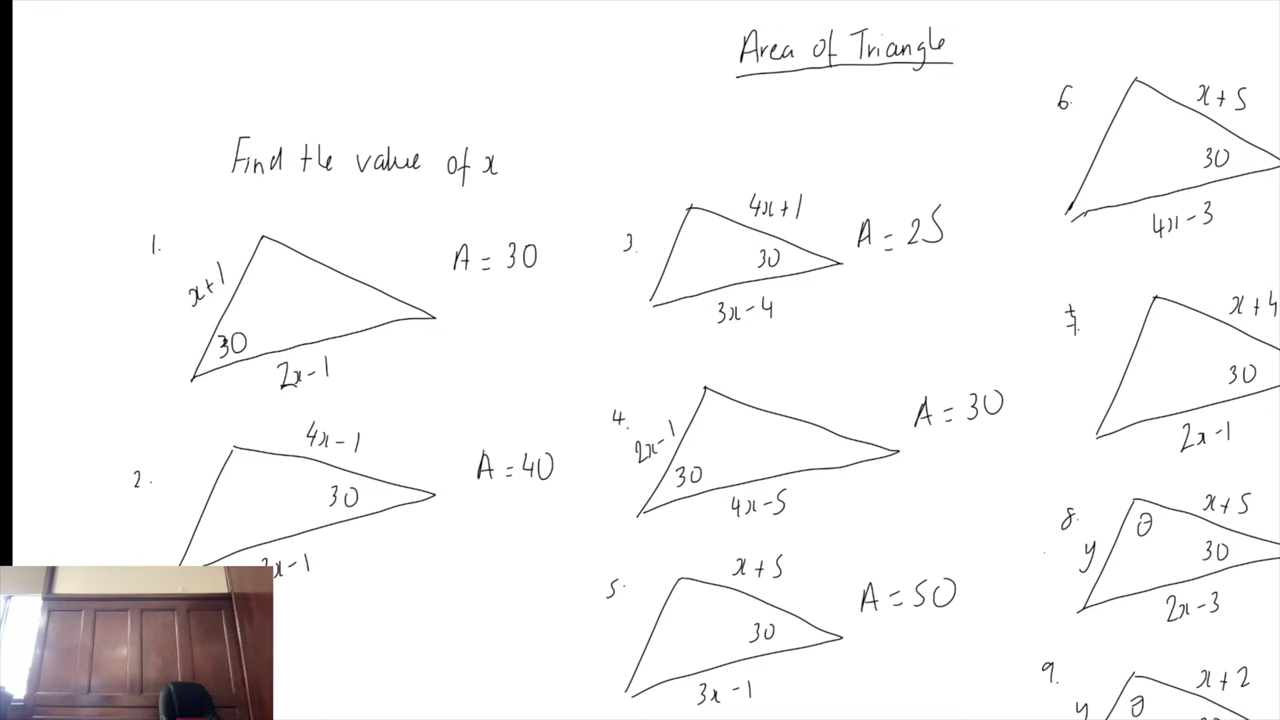 Area of Triangle
Find the value of x
1.
x+1
30
2x-1
A = 30
2.
4x-1
30
x-1
A = 40
3.
4x+1
30
3x-4
A = 25
4.
2x-1
30
4x-5
A = 30
5.
x+5
30
3x-1
A = 50
6.
x+5
30
4x-3
7.
x+4
30
2x-1
8.
x+5
y
θ
30
2x-3
9.
x+2
y
θ